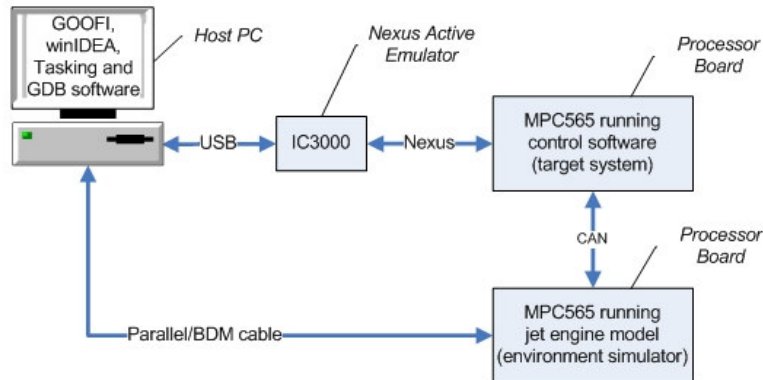 GOOFI,
winIDEA,
Tasking and
GDB software
Host PC
Nexus Active
Emulator
Processor
Board
USB
IC3000
Nexus
MPC565 running
control software
(target system)
CAN
Processor
Board
MPC565 running
jet engine model
(environment simulator)
Parallel/BDM cable